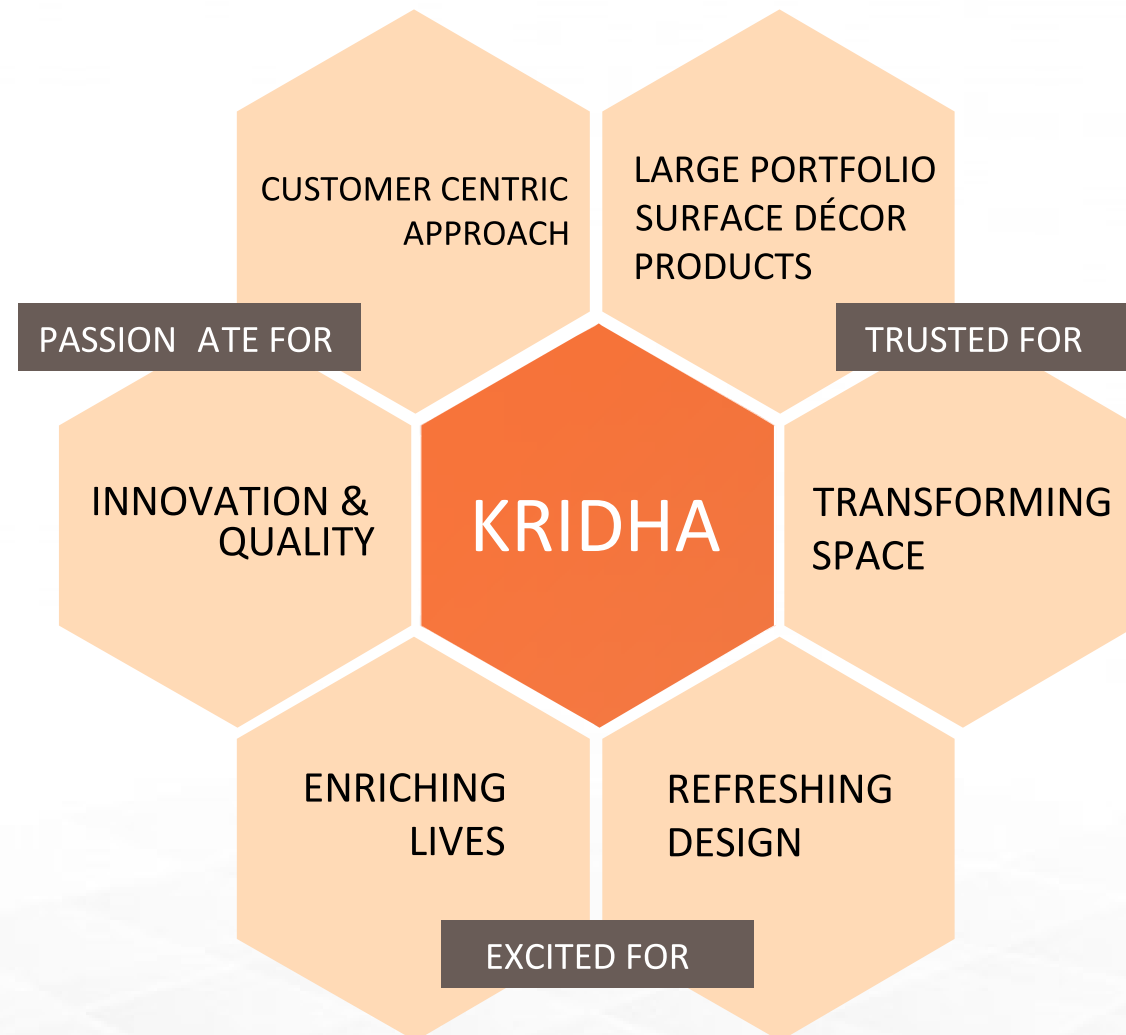 CUSTOMER CENTRIC
APPROACH
LARGE PORTFOLIO
SURFACE DÉCOR
PRODUCTS
PASSION  ATE FOR
TRUSTED FOR
INNOVATION &
QUALITY
KRIDHA
TRANSFORMING
SPACE
ENRICHING
LIVES
REFRESHING
DESIGN
EXCITED FOR